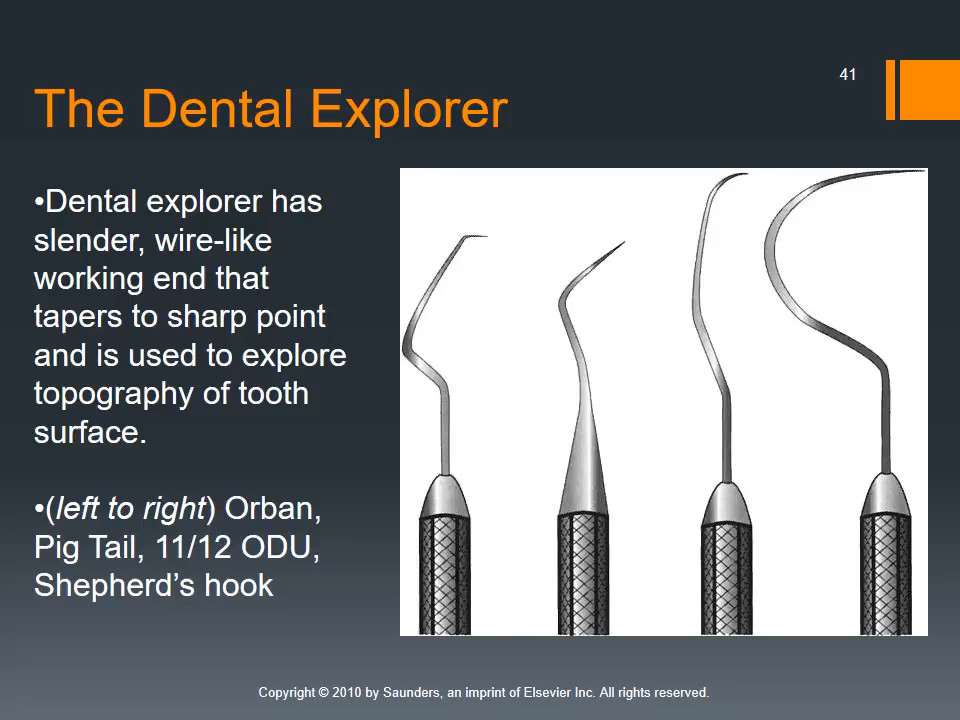 41
The Dental Explorer
•Dental explorer has
slender, wire-like
working end that
tapers to sharp point
and is used to explore
topography of tooth
surface.
•(left to right) Orban,
Pig Tail, 11/12 ODU,
Shepherd’s hook
Copyright © 2010 by Saunders, an imprint of Elsevier Inc. All rights reserved.